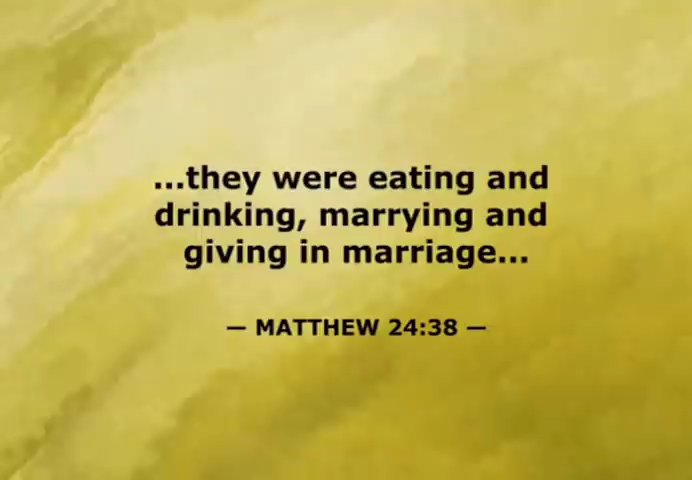 ...they were eating and
drinking, marrying and
giving in marriage...
— MATTHEW 24:38 —